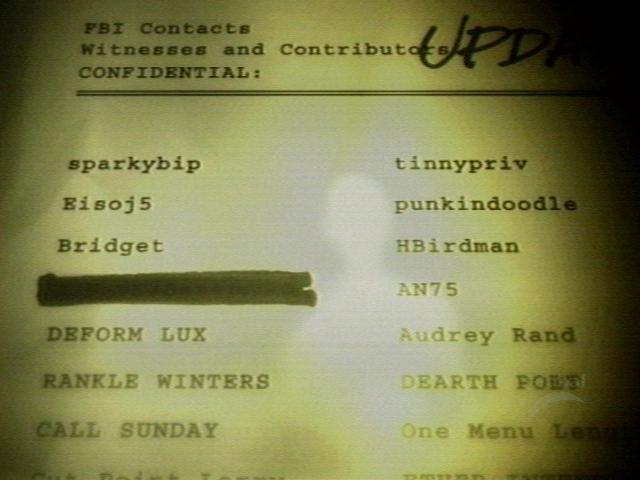 FBI Contacts
Witnesses and Contributors
CONFIDENTIAL:
sparkybip
Eisoj5
Bridget
DEFORM LUX
RANKLE WINTERS
CALL SUNDAY
tinnypriv
punkindoodle
HBirdman
AN75
Audrey Rand
DEARTH POET
One Menu